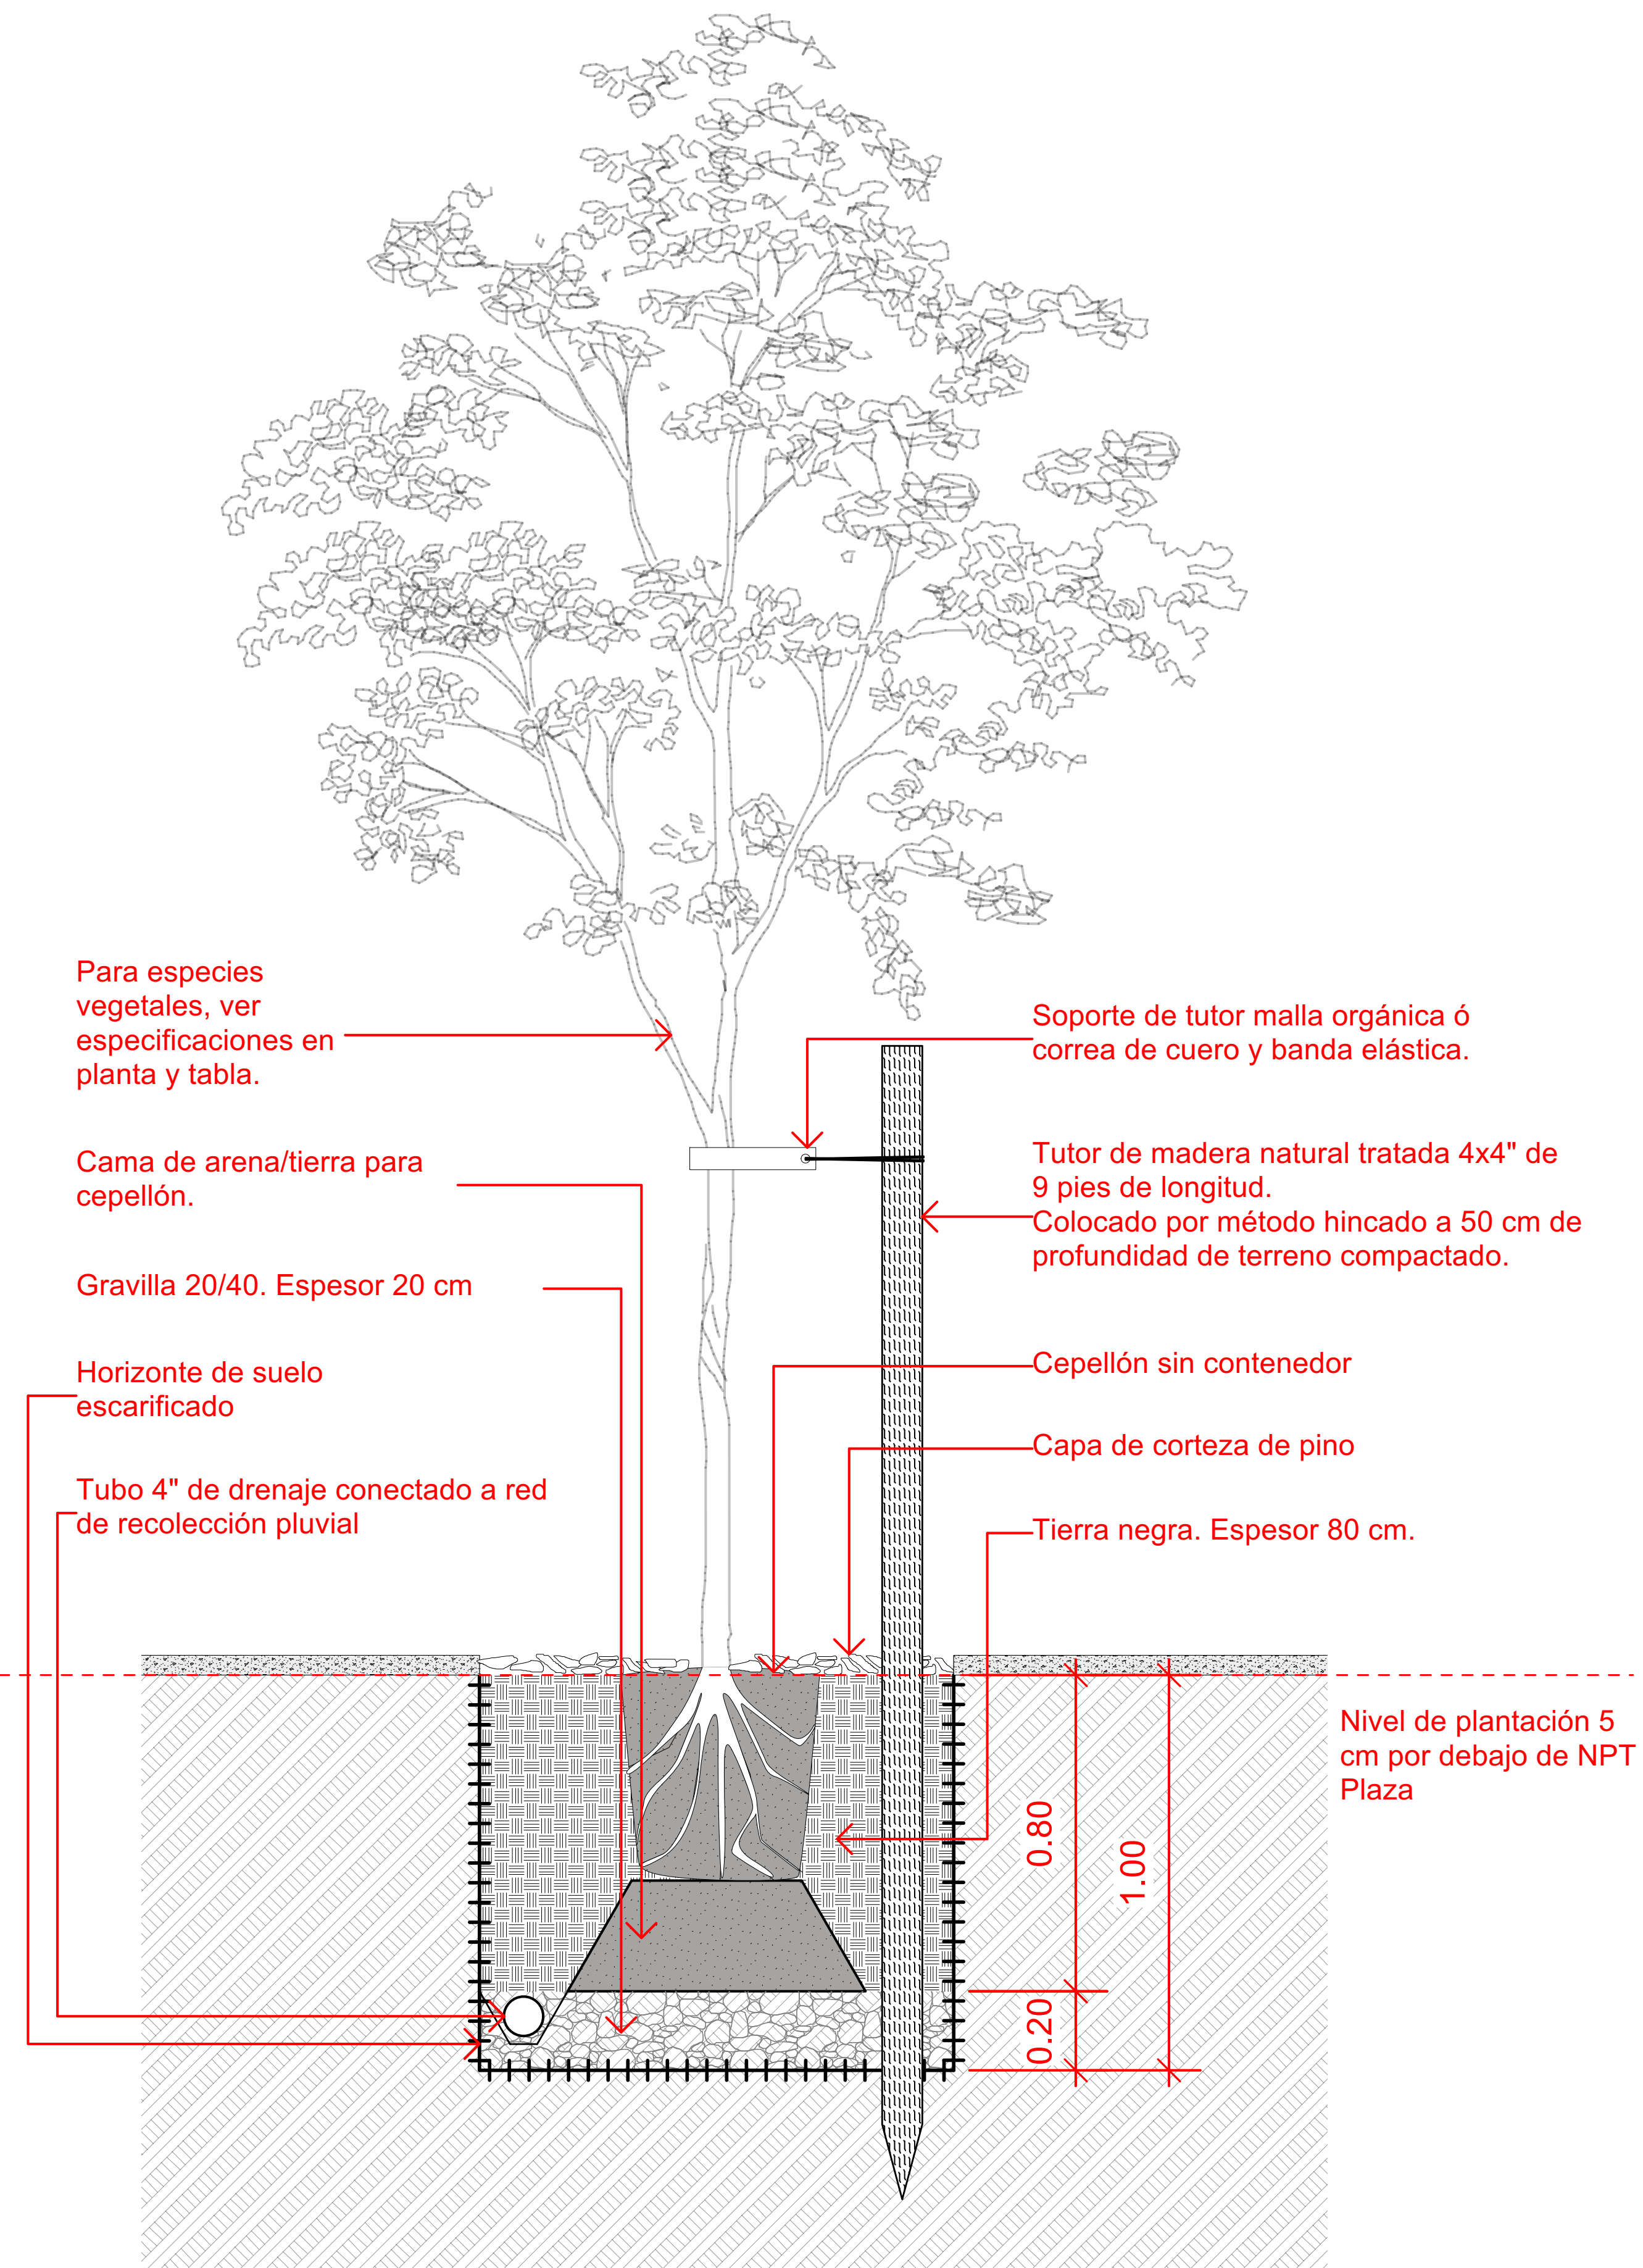 Para especies
vegetales, ver
especificaciones en
planta y tabla.
Cama de arena/tierra para
cepellón.
Gravilla 20/40. Espesor 20 cm
Horizonte de suelo
escarificado
Tubo 4" de drenaje conectado a red
de recolección pluvial
Soporte de tutor malla orgánica ó
correa de cuero y banda elástica.
Tutor de madera natural tratada 4x4" de
9 pies de longitud.
Colocado por método hincado a 50 cm de
profundidad de terreno compactado.
Cepellón sin contenedor
Capa de corteza de pino
Tierra negra. Espesor 80 cm.
Nivel de plantación 5
cm por debajo de NPT
Plaza
0.80
1.00
0.20